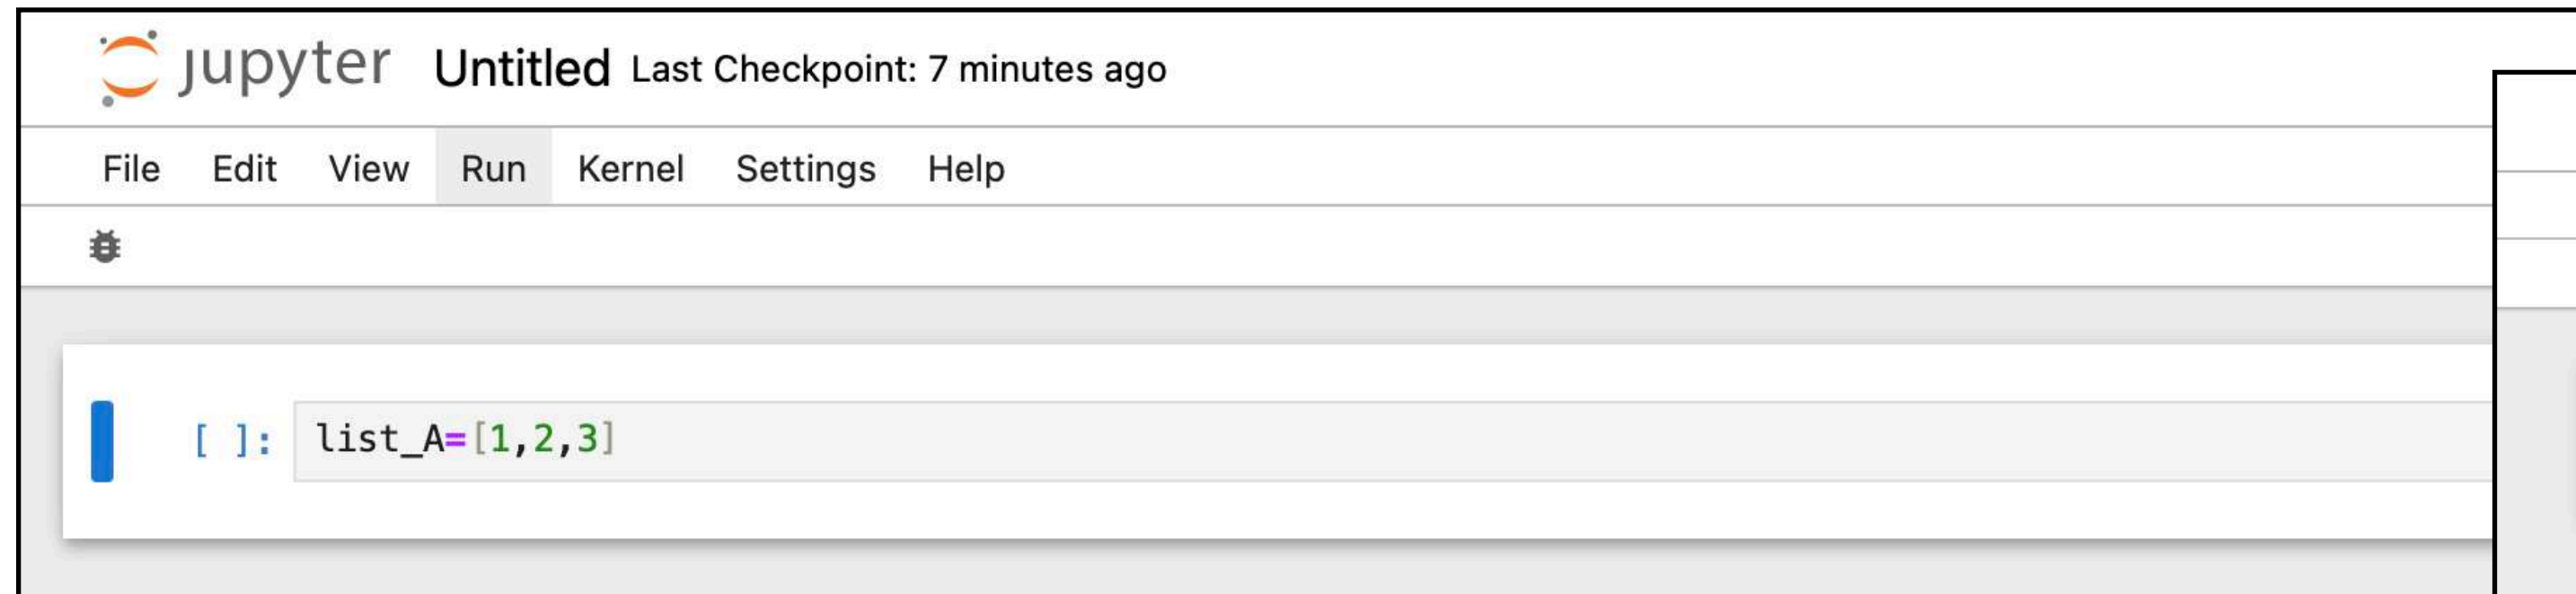 jupyter Untitled Last Checkpoint: 7 minutes ago
File Edit View Run Kernel Settings Help
[ ]: list_A=[1,2,3]